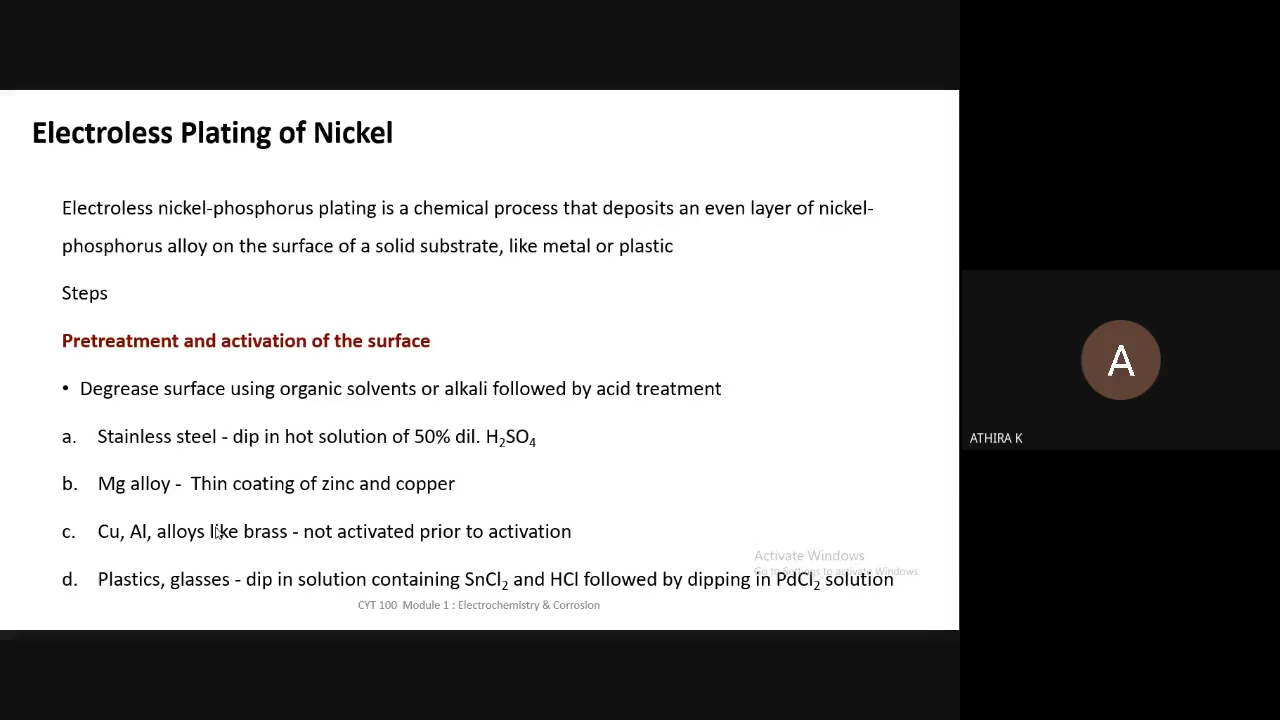 Electroless Plating of Nickel
Electroless nickel-phosphorus plating is a chemical process that deposits an even layer of nickel-
phosphorus alloy on the surface of a solid substrate, like metal or plastic
Steps
Pretreatment and activation of the surface
• Degrease surface using organic solvents or alkali followed by acid treatment
a. Stainless steel - dip in hot solution of 50% dil. H₂SO₄
b. Mg alloy - Thin coating of zinc and copper
c. Cu, Al, alloys like brass - not activated prior to activation
d. Plastics, glasses - dip in solution containing SnCl₂ and HCl followed by dipping in PdCl₂ solution
Activate Windows
Go to Settings to activate Windows.
CYT 100 Module 1 : Electrochemistry & Corrosion
A
ATHIRA K